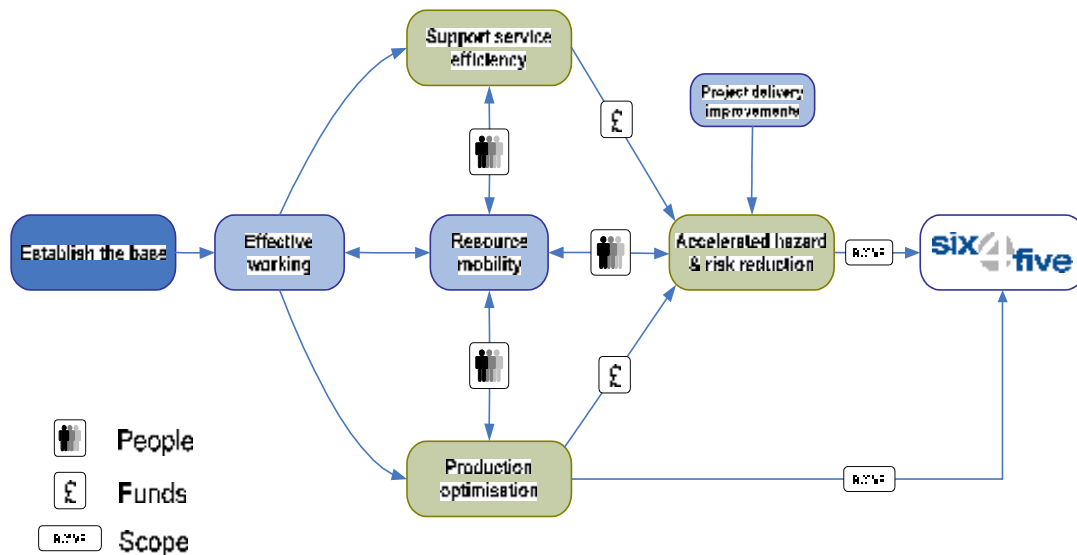 Support service
efficiency
Project delivery
improvements
£
Establish the base
Effective
working
Resource
mobility
Accelerated hazard
& risk reduction
six4five
£
Production
optimisation
People
£ Funds
Scope